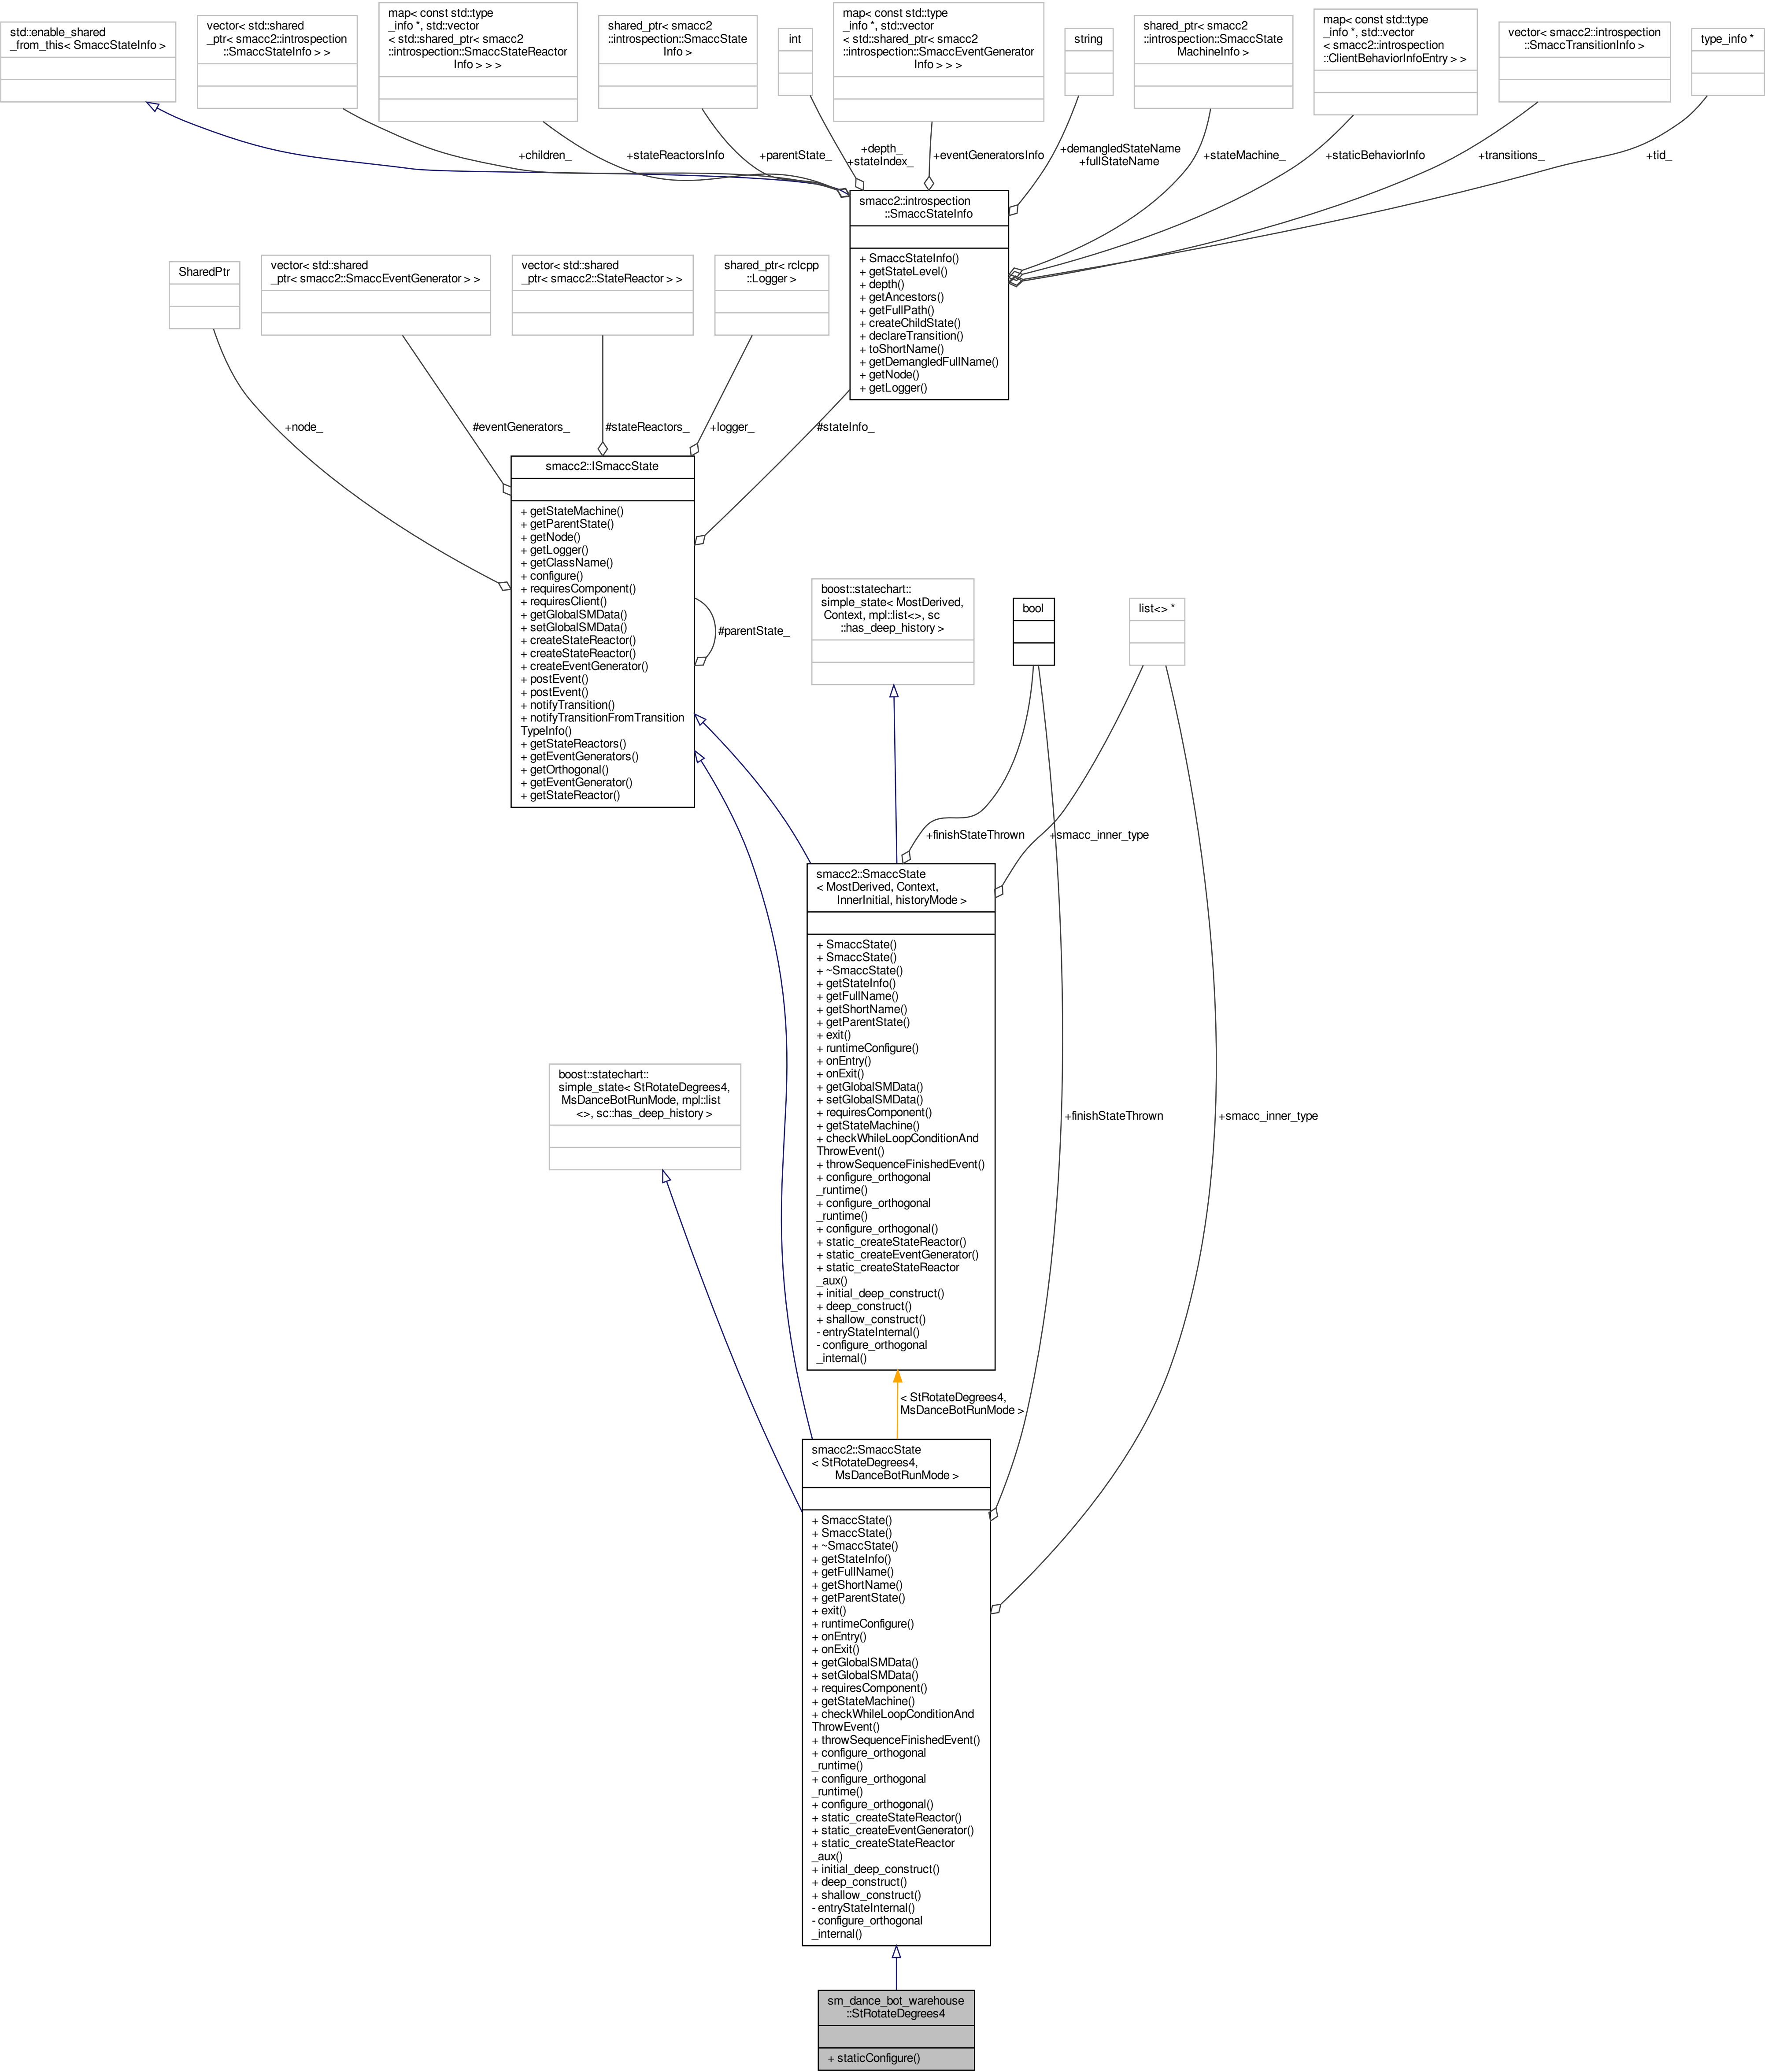 std::enable_shared
_from_this< SmaccStateInfo >
vector< std::shared
_ptr< smacc2::introspection
::SmaccStateInfo > >
map< const std::type
_info *, std::vector
< std::shared_ptr< smacc2
::introspection::SmaccStateReactor
Info > > >
shared_ptr< smacc2
::introspection::SmaccState
Info >
int
map< const std::type
_info *, std::vector
< std::shared_ptr< smacc2
::introspection::SmaccEventGenerator
Info > > >
string
shared_ptr< smacc2
::introspection::SmaccState
MachineInfo >
map< const std::type
_info *, std::vector
< smacc2::introspection
::ClientBehaviorInfoEntry > >
vector< smacc2::introspection
::SmaccTransitionInfo >
type_info *
+children_
+stateReactorsInfo
+parentState_
+depth_
+stateIndex_
+eventGeneratorsInfo
+demangledStateName
+fullStateName
+stateMachine_
+staticBehaviorInfo
+transitions_
+tid_
smacc2::introspection
::SmaccStateInfo
+ SmaccStateInfo()
+ getStateLevel()
+ depth()
+ getAncestors()
+ getFullPath()
+ createChildState()
+ declareTransition()
+ toShortName()
+ getDemangledFullName()
+ getNode()
+ getLogger()
SharedPtr
vector< std::shared
_ptr< smacc2::SmaccEventGenerator > >
vector< std::shared
_ptr< smacc2::StateReactor > >
shared_ptr< rclcpp
::Logger >
+node_
#eventGenerators_
#stateReactors_
+logger_
#stateInfo_
smacc2::ISmaccState
+ getStateMachine()
+ getParentState()
+ getNode()
+ getLogger()
+ getClassName()
+ configure()
+ requiresComponent()
+ requiresClient()
+ getGlobalSMData()
+ setGlobalSMData()
+ createStateReactor()
+ createStateReactor()
+ createEventGenerator()
+ postEvent()
+ postEvent()
+ notifyTransition()
+ notifyTransitionFromTransition
TypeInfo()
+ getStateReactors()
+ getEventGenerators()
+ getOrthogonal()
+ getEventGenerator()
+ getStateReactor()
#parentState_
boost::statechart::
simple_state< MostDerived,
Context, mpl::list<>, sc
::has_deep_history >
bool
list<> *
+finishStateThrown
+smacc_inner_type
smacc2::SmaccState
< MostDerived, Context,
InnerInitial, historyMode >
+ SmaccState()
+ SmaccState()
+ ~SmaccState()
+ getStateInfo()
+ getFullName()
+ getShortName()
+ getParentState()
+ exit()
+ runtimeConfigure()
+ onEntry()
+ onExit()
+ getGlobalSMData()
+ setGlobalSMData()
+ requiresComponent()
+ getStateMachine()
+ checkWhileLoopConditionAnd
ThrowEvent()
+ throwSequenceFinishedEvent()
+ configure_orthogonal
_runtime()
+ configure_orthogonal
_runtime()
+ configure_orthogonal()
+ static_createStateReactor()
+ static_createEventGenerator()
+ static_createStateReactor
_aux()
+ initial_deep_construct()
+ deep_construct()
+ shallow_construct()
- entryStateInternal()
- configure_orthogonal
_internal()
boost::statechart::
simple_state< StRotateDegrees4,
MsDanceBotRunMode, mpl::list
<>, sc::has_deep_history >
+finishStateThrown
+smacc_inner_type
< StRotateDegrees4,
MsDanceBotRunMode >
smacc2::SmaccState
< StRotateDegrees4,
MsDanceBotRunMode >
+ SmaccState()
+ SmaccState()
+ ~SmaccState()
+ getStateInfo()
+ getFullName()
+ getShortName()
+ getParentState()
+ exit()
+ runtimeConfigure()
+ onEntry()
+ onExit()
+ getGlobalSMData()
+ setGlobalSMData()
+ requiresComponent()
+ getStateMachine()
+ checkWhileLoopConditionAnd
ThrowEvent()
+ throwSequenceFinishedEvent()
+ configure_orthogonal
_runtime()
+ configure_orthogonal
_runtime()
+ configure_orthogonal()
+ static_createStateReactor()
+ static_createEventGenerator()
+ static_createStateReactor
_aux()
+ initial_deep_construct()
+ deep_construct()
+ shallow_construct()
- entryStateInternal()
- configure_orthogonal
_internal()
sm_dance_bot_warehouse
::StRotateDegrees4
+ staticConfigure()